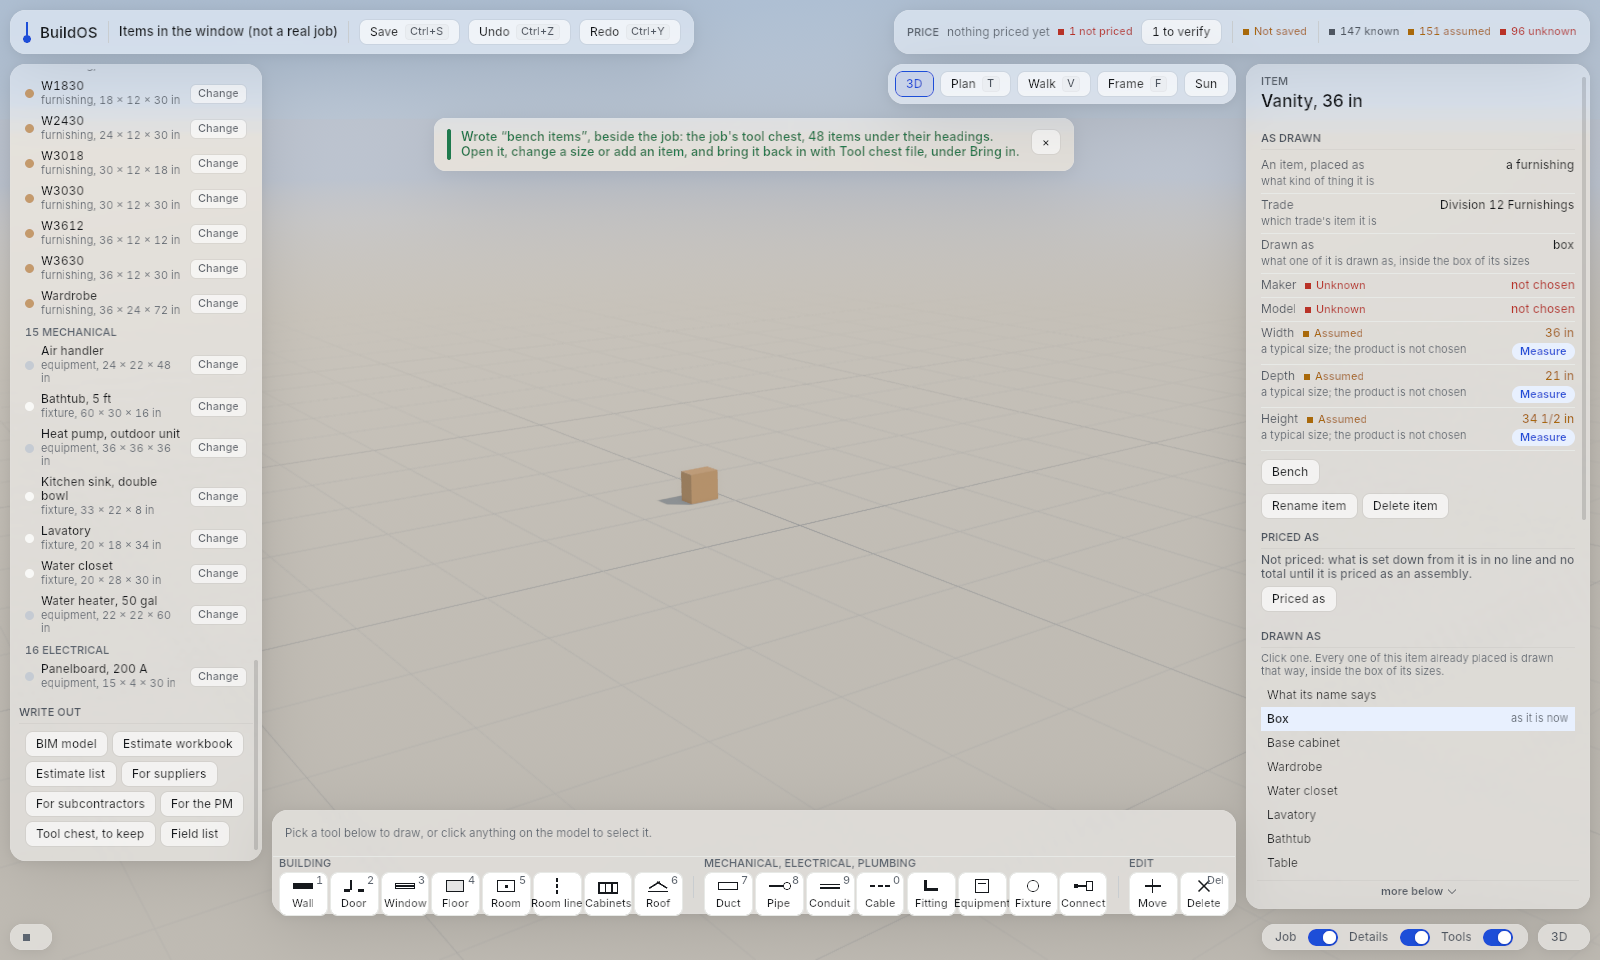 BuildOS
Items in the window (not a real job)
Save Ctrl+S
Undo Ctrl+Z
Redo Ctrl+Y
PRICE nothing priced yet 1 not priced 1 to verify Not saved 147 known 151 assumed 96 unknown
3D
Plan T
Walk V
Frame F
Sun
Wrote “bench items”, beside the job: the job's tool chest, 48 items under their headings.
Open it, change a size or add an item, and bring it back in with Tool chest file, under Bring in.
×
W1830
furnishing, 18 × 12 × 30 in
Change
W2430
furnishing, 24 × 12 × 30 in
Change
W3018
furnishing, 30 × 12 × 18 in
Change
W3030
furnishing, 30 × 12 × 30 in
Change
W3612
furnishing, 36 × 12 × 12 in
Change
W3630
furnishing, 36 × 12 × 30 in
Change
Wardrobe
furnishing, 36 × 24 × 72 in
Change
15 MECHANICAL
Air handler
equipment, 24 × 22 × 48
in
Change
Bathtub, 5 ft
fixture, 60 × 30 × 16 in
Change
Heat pump, outdoor unit
equipment, 36 × 36 × 36
in
Change
Kitchen sink, double
bowl
fixture, 33 × 22 × 8 in
Change
Lavatory
fixture, 20 × 18 × 34 in
Change
Water closet
fixture, 20 × 28 × 30 in
Change
Water heater, 50 gal
equipment, 22 × 22 × 60
in
Change
16 ELECTRICAL
Panelboard, 200 A
equipment, 15 × 4 × 30 in
Change
WRITE OUT
BIM model
Estimate workbook
Estimate list
For suppliers
For subcontractors
For the PM
Tool chest, to keep
Field list
Pick a tool below to draw, or click anything on the model to select it.
BUILDING
1 Wall
2 Door
3 Window
4 Floor
5 Room
Room line
Cabinets
6 Roof
MECHANICAL, ELECTRICAL, PLUMBING
7 Duct
8 Pipe
9 Conduit
0 Cable
Fitting
Equipment
Fixture
Connect
EDIT
Move
Del Delete
ITEM
Vanity, 36 in
AS DRAWN
An item, placed as a furnishing
what kind of thing it is
Trade Division 12 Furnishings
which trade's item it is
Drawn as box
what one of it is drawn as, inside the box of its sizes
Maker Unknown not chosen
Model Unknown not chosen
Width Assumed 36 in
a typical size; the product is not chosen Measure
Depth Assumed 21 in
a typical size; the product is not chosen Measure
Height Assumed 34 1/2 in
a typical size; the product is not chosen Measure
Bench
Rename item
Delete item
PRICED AS
Not priced: what is set down from it is in no line and no
total until it is priced as an assembly.
Priced as
DRAWN AS
Click one. Every one of this item already placed is drawn
that way, inside the box of its sizes.
What its name says
Box as it is now
Base cabinet
Wardrobe
Water closet
Lavatory
Bathtub
Table
more below
Job
Details
Tools
3D